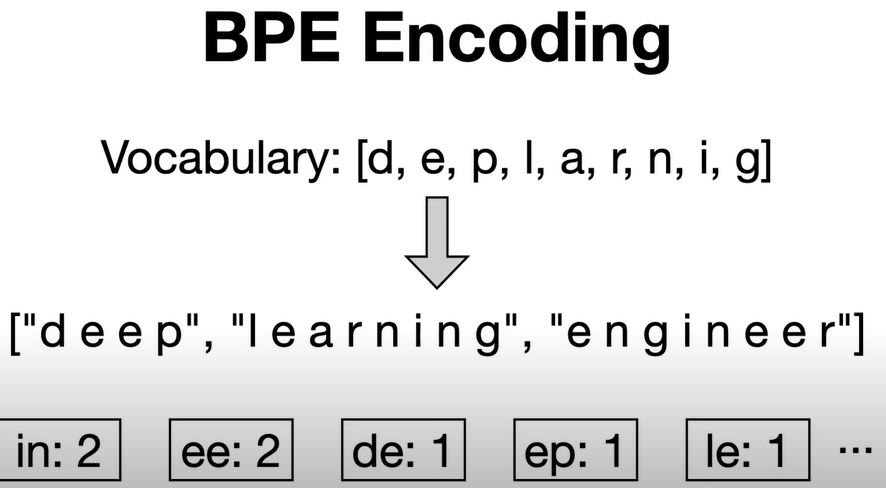 BPE Encoding
Vocabulary: [d, e, p, l, a, r, n, i, g]
["d e e p", "l e a r n i n g", "e n g i n e e r"]
in: 2 ee: 2 de: 1 ep: 1 le: 1 ...